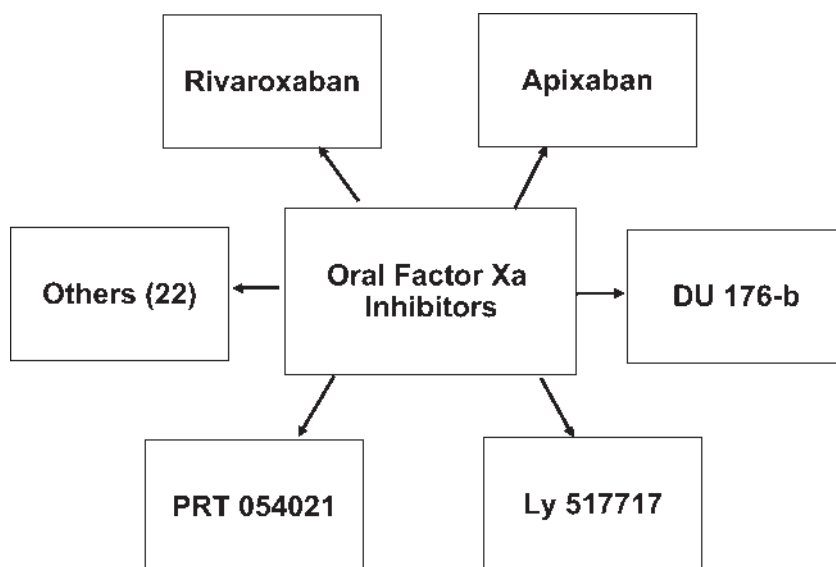 Rivaroxaban
Apixaban
Others (22)
Oral Factor Xa
Inhibitors
DU 176-b
PRT 054021
Ly 517717